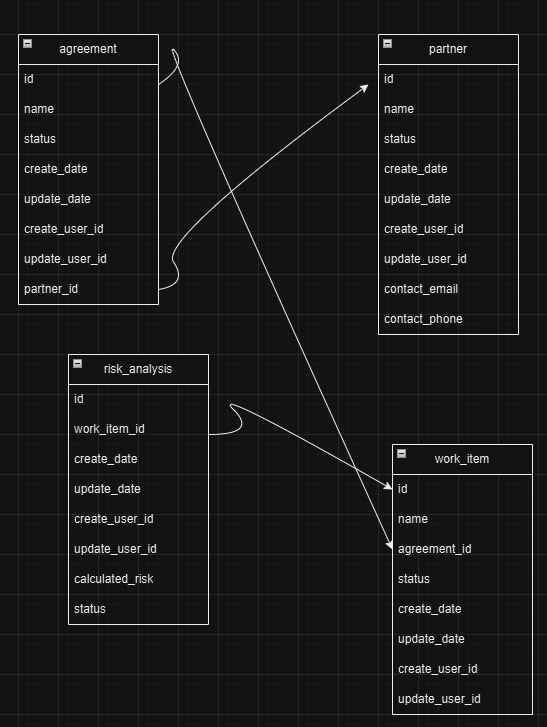 agreement
id
name
status
create_date
update_date
create_user_id
update_user_id
partner_id
partner
id
name
status
create_date
update_date
create_user_id
update_user_id
contact_email
contact_phone
risk_analysis
id
work_item_id
create_date
update_date
create_user_id
update_user_id
calculated_risk
status
work_item
id
name
agreement_id
status
create_date
update_date
create_user_id
update_user_id